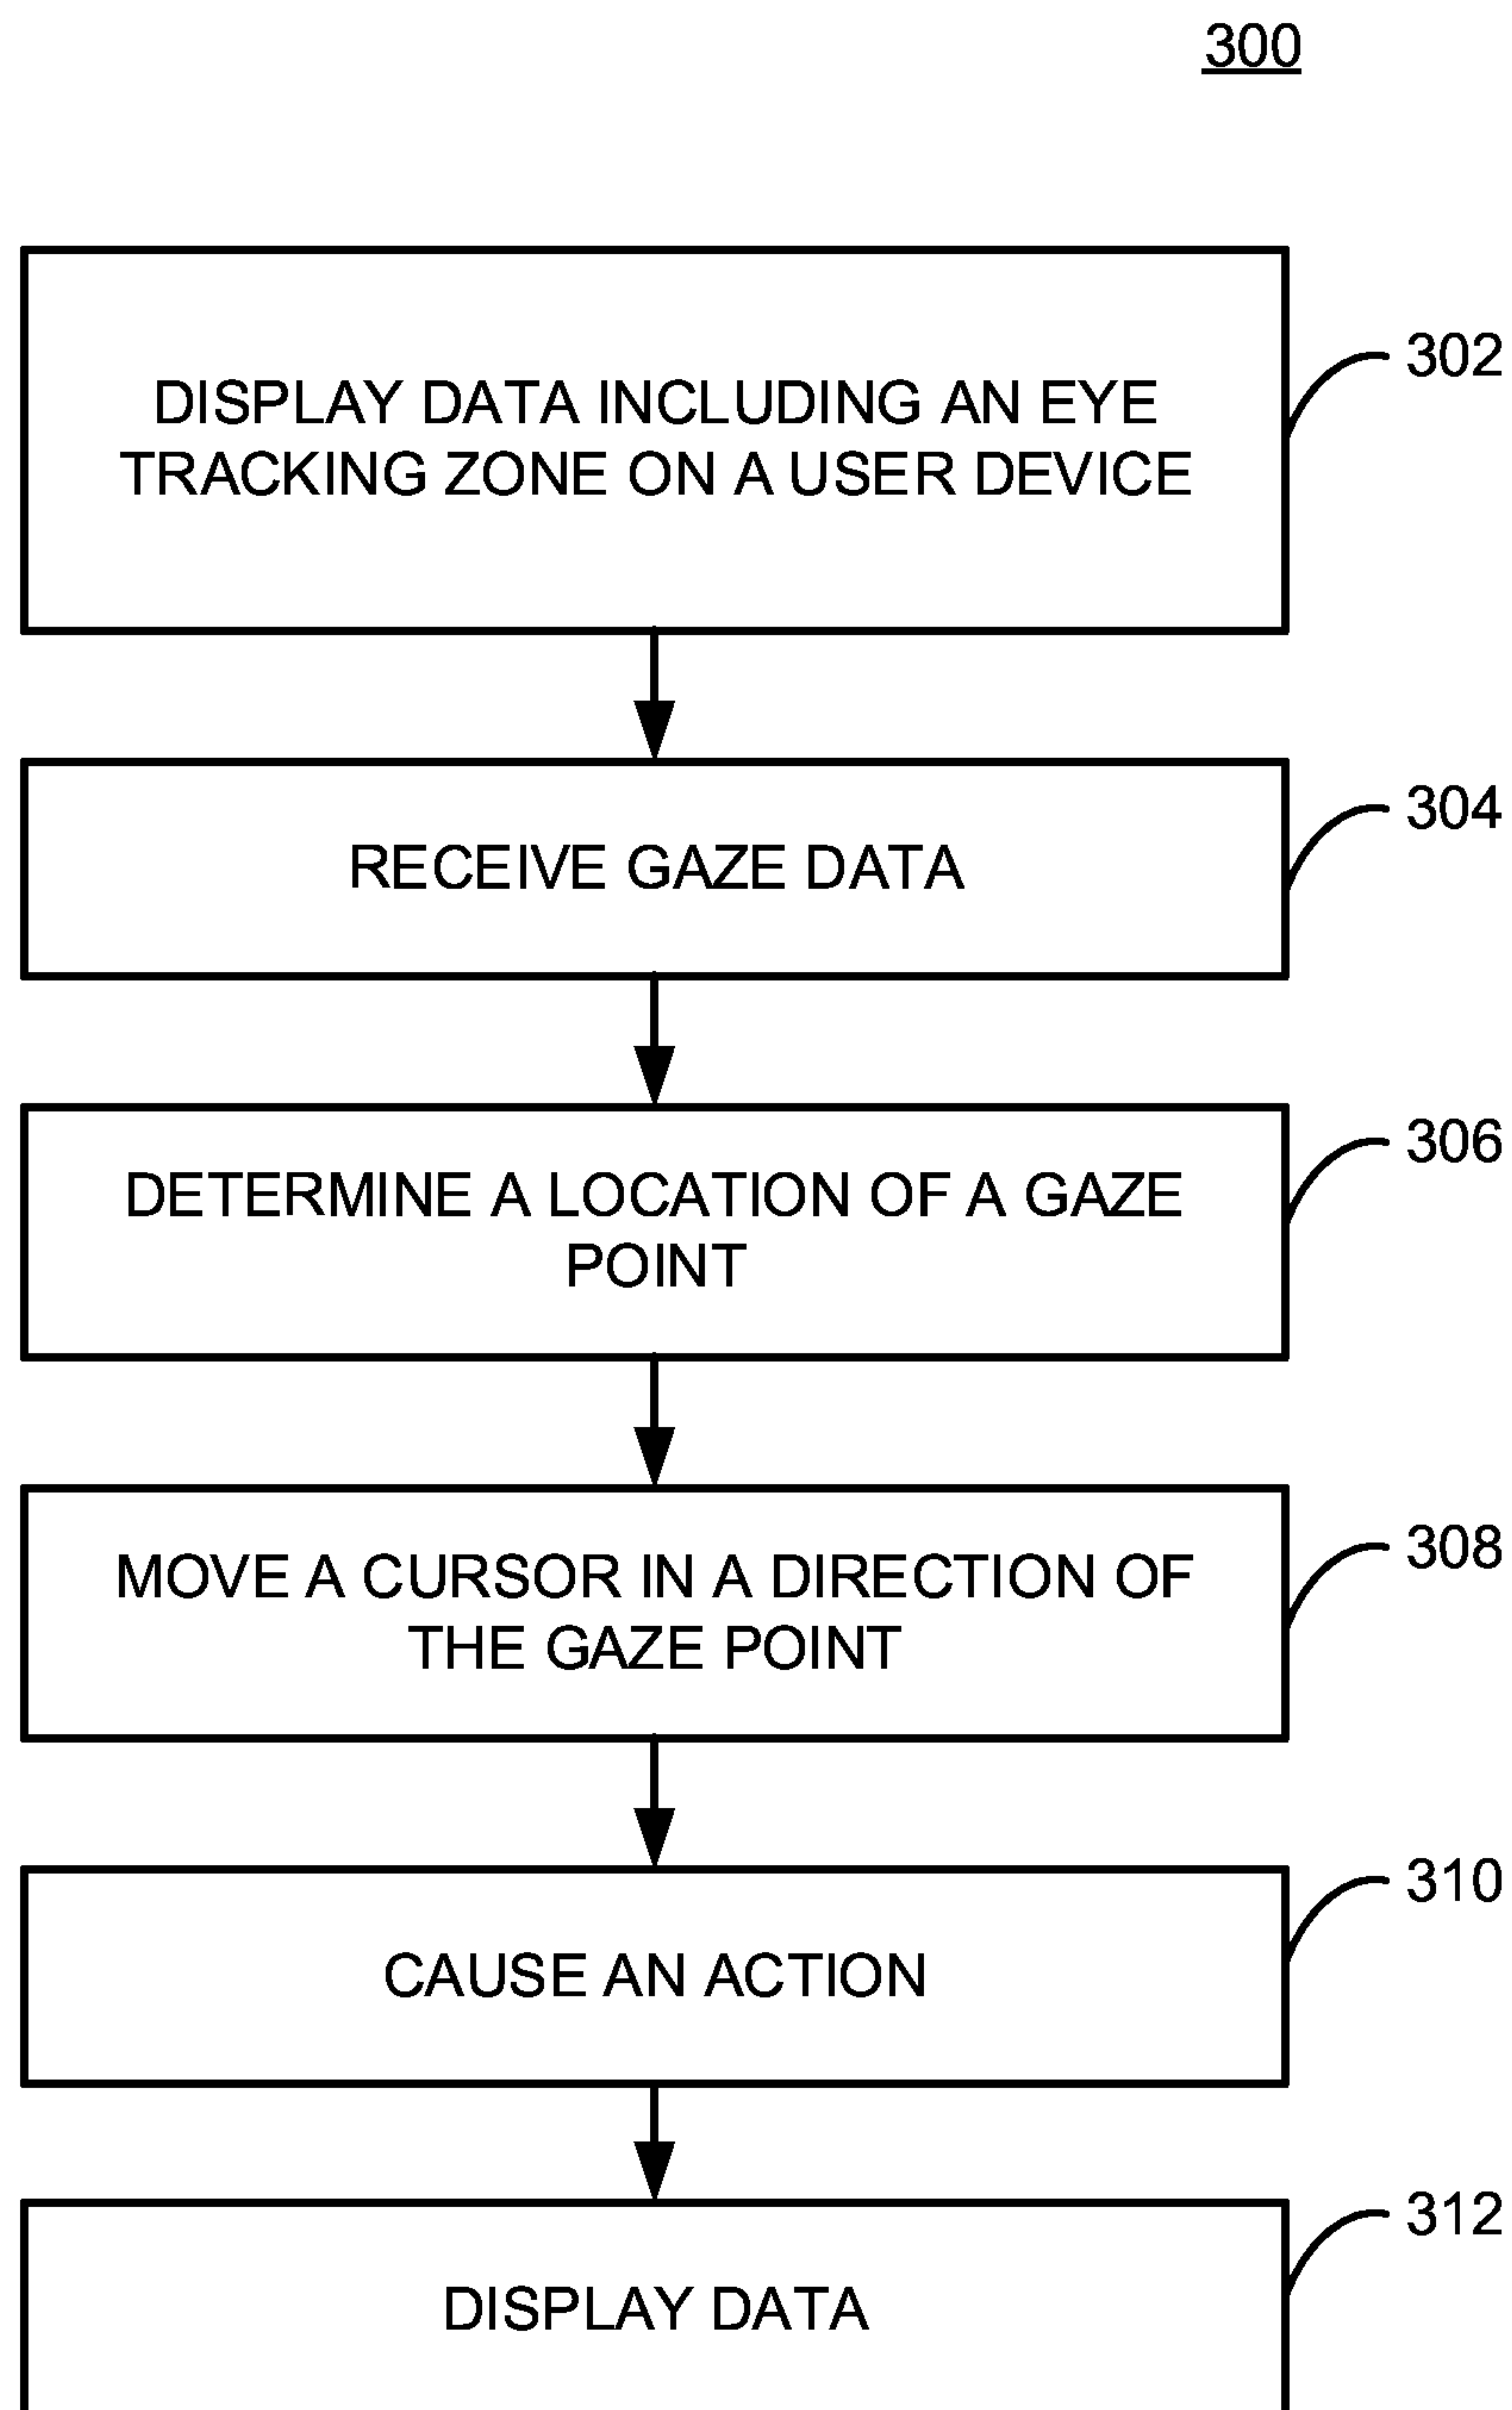 300
DISPLAY DATA INCLUDING AN EYE
TRACKING ZONE ON A USER DEVICE
302
RECEIVE GAZE DATA
304
DETERMINE A LOCATION OF A GAZE
POINT
306
MOVE A CURSOR IN A DIRECTION OF
THE GAZE POINT
308
CAUSE AN ACTION
310
DISPLAY DATA
312